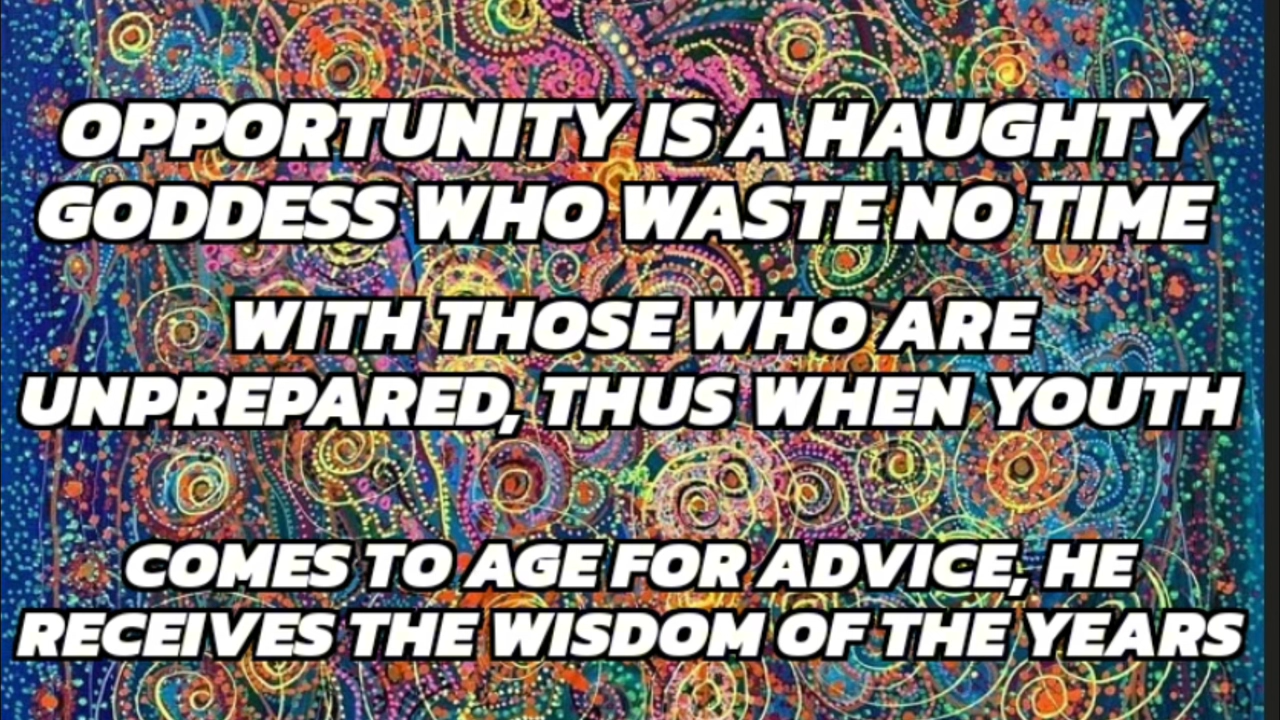 OPPORTUNITY IS A HAUGHTY
GODDESS WHO WASTE NO TIME
WITH THOSE WHO ARE
UNPREPARED, THUS WHEN YOUTH
COMES TO AGE FOR ADVICE, HE
RECEIVES THE WISDOM OF THE YEARS